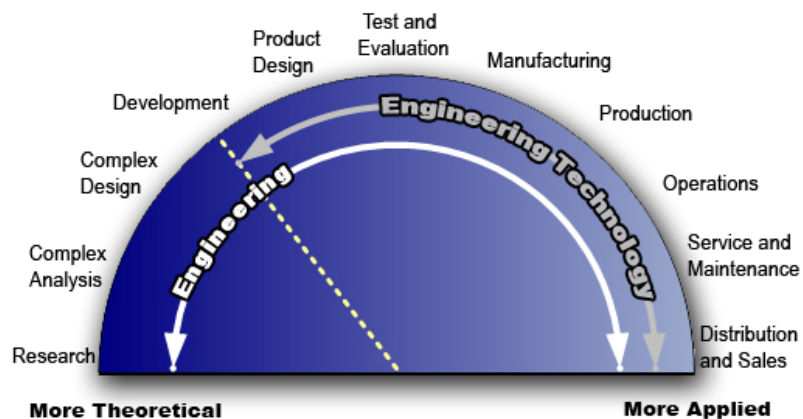 Test and
Evaluation
Product
Design
Manufacturing
Development
Production
Engineering Technology
Complex
Design
Engineering
Operations
Complex
Analysis
Service and
Maintenance
Research
Distribution
and Sales
More Theoretical
More Applied